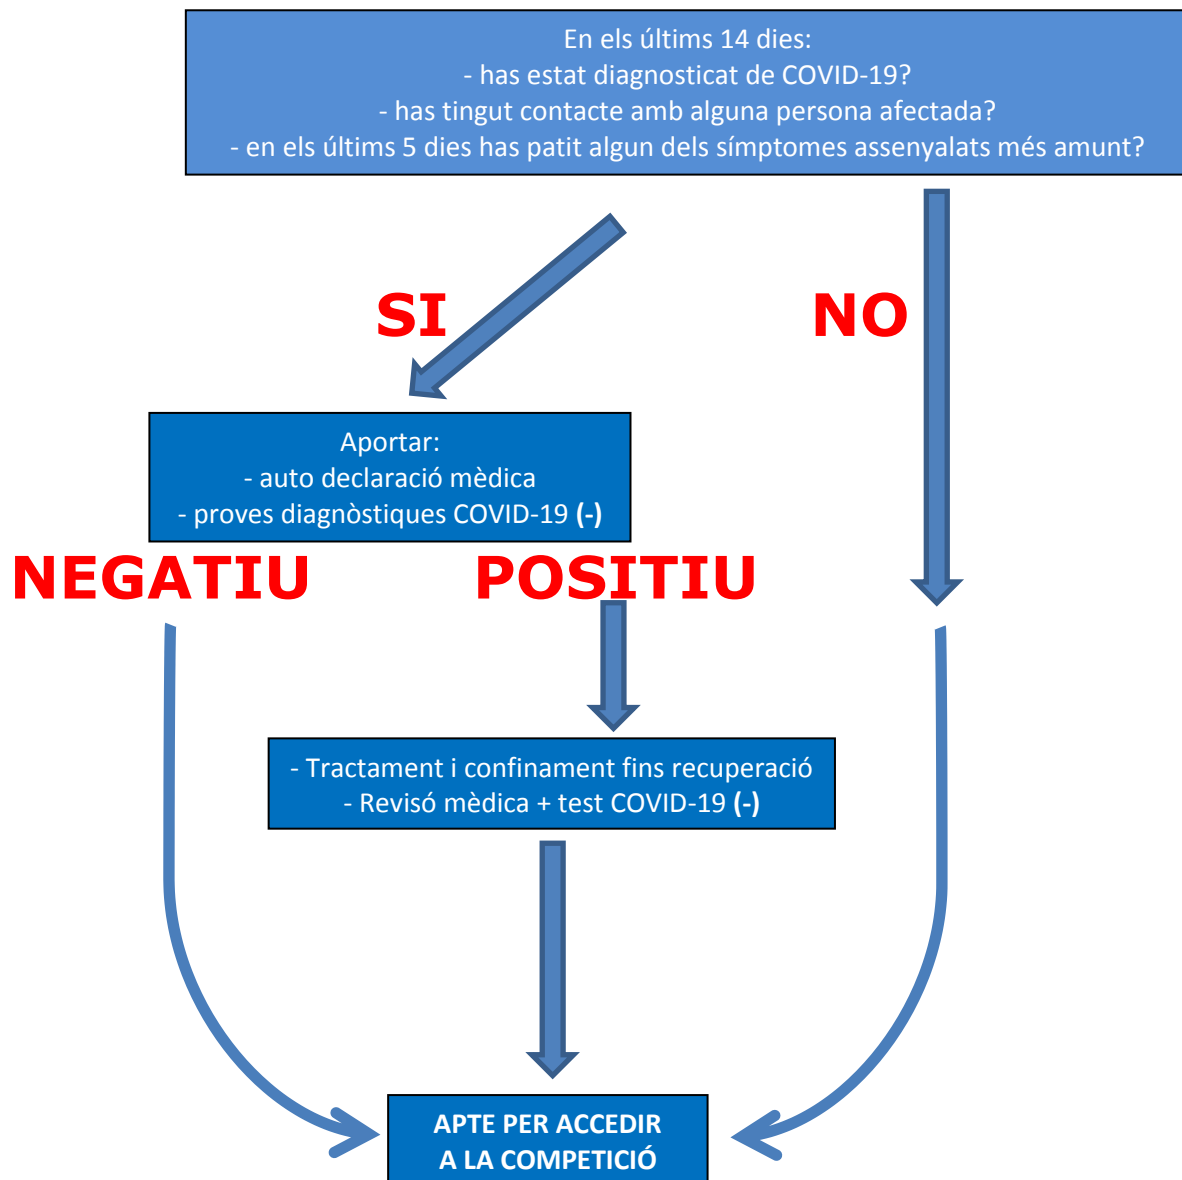 En els últims 14 dies:
- has estat diagnosticat de COVID-19?
- has tingut contacte amb alguna persona afectada?
- en els últims 5 dies has patit algun dels símptomes assenyalats més amunt?
SI
NO
Aportar:
- auto declaració mèdica
- proves diagnòstiques COVID-19 (-)
NEGATIU
POSITIU
- Tractament i confinament fins recuperació
- Revisó mèdica + test COVID-19 (-)
APTE PER ACCEDIR
A LA COMPETICIÓ